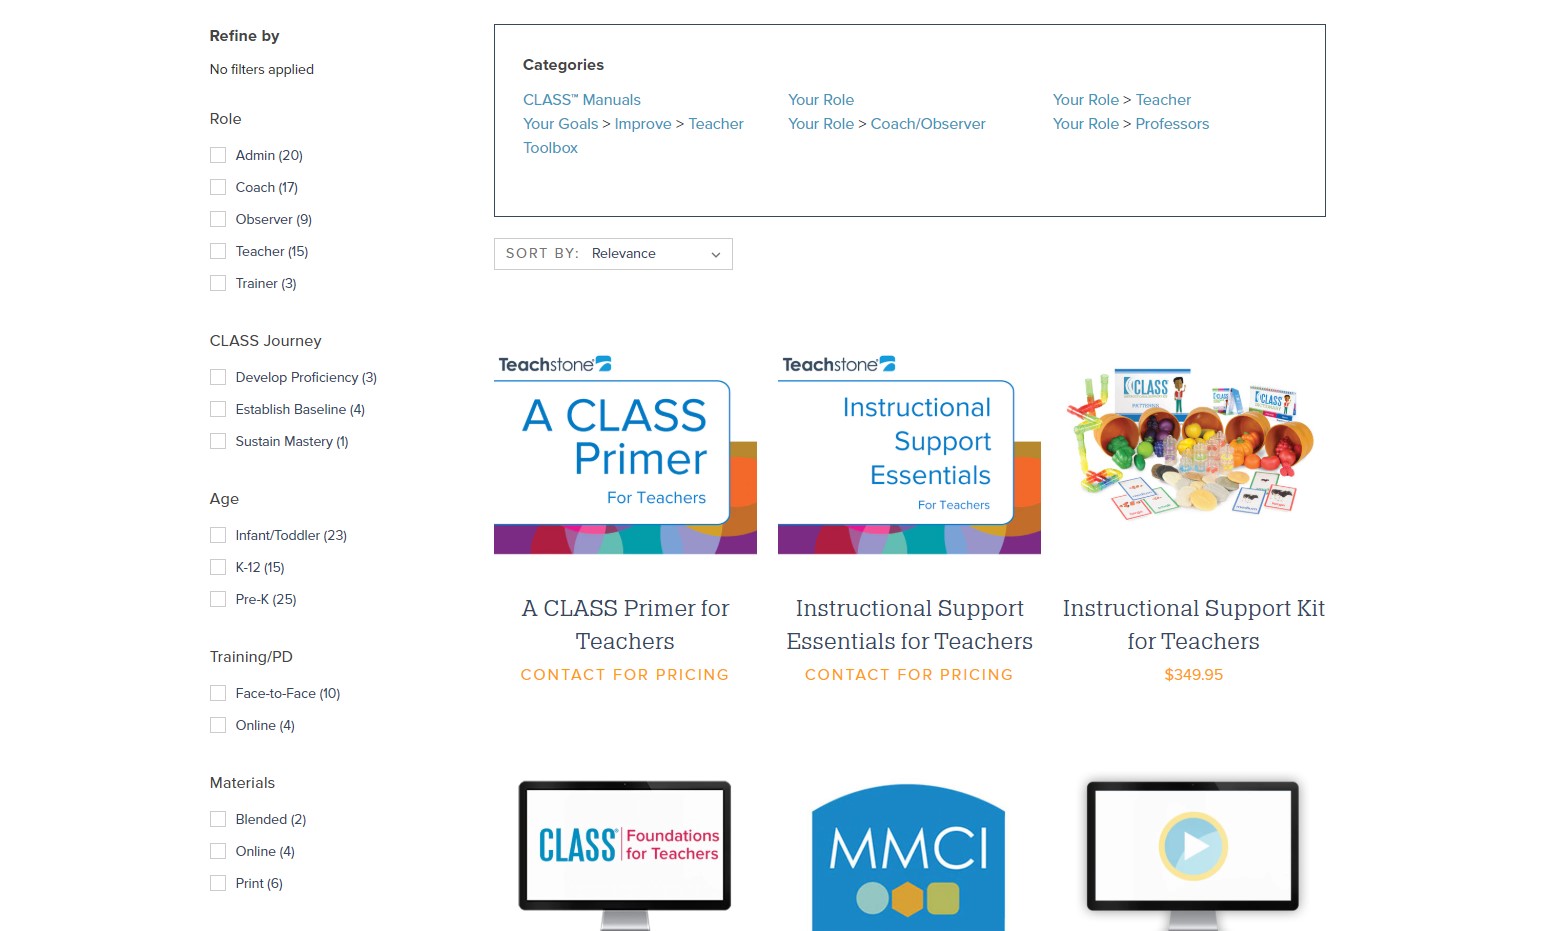 Refine by
No filters applied
Role
Admin (20)
Coach (17)
Observer (9)
Teacher (15)
Trainer (3)
CLASS Journey
Develop Proficiency (3)
Establish Baseline (4)
Sustain Mastery (1)
Age
Infant/Toddler (23)
K-12 (15)
Pre-K (25)
Training/PD
Face-to-Face (10)
Online (4)
Materials
Blended (2)
Online (4)
Print (6)
Categories
CLASS™ Manuals
Your Goals > Improve > Teacher
Toolbox
Your Role
Your Role > Coach/Observer
Your Role > Teacher
Your Role > Professors
SORT BY: Relevance
Teachstone®
A CLASS
Primer
For Teachers
A CLASS Primer for
Teachers
CONTACT FOR PRICING
Teachstone®
Instructional
Support
Essentials
For Teachers
Instructional Support
Essentials for Teachers
CONTACT FOR PRICING
CLASS
CLASS
Instructional Support Kit
for Teachers
$349.95
CLASS®
Foundations
for Teachers
MMCI